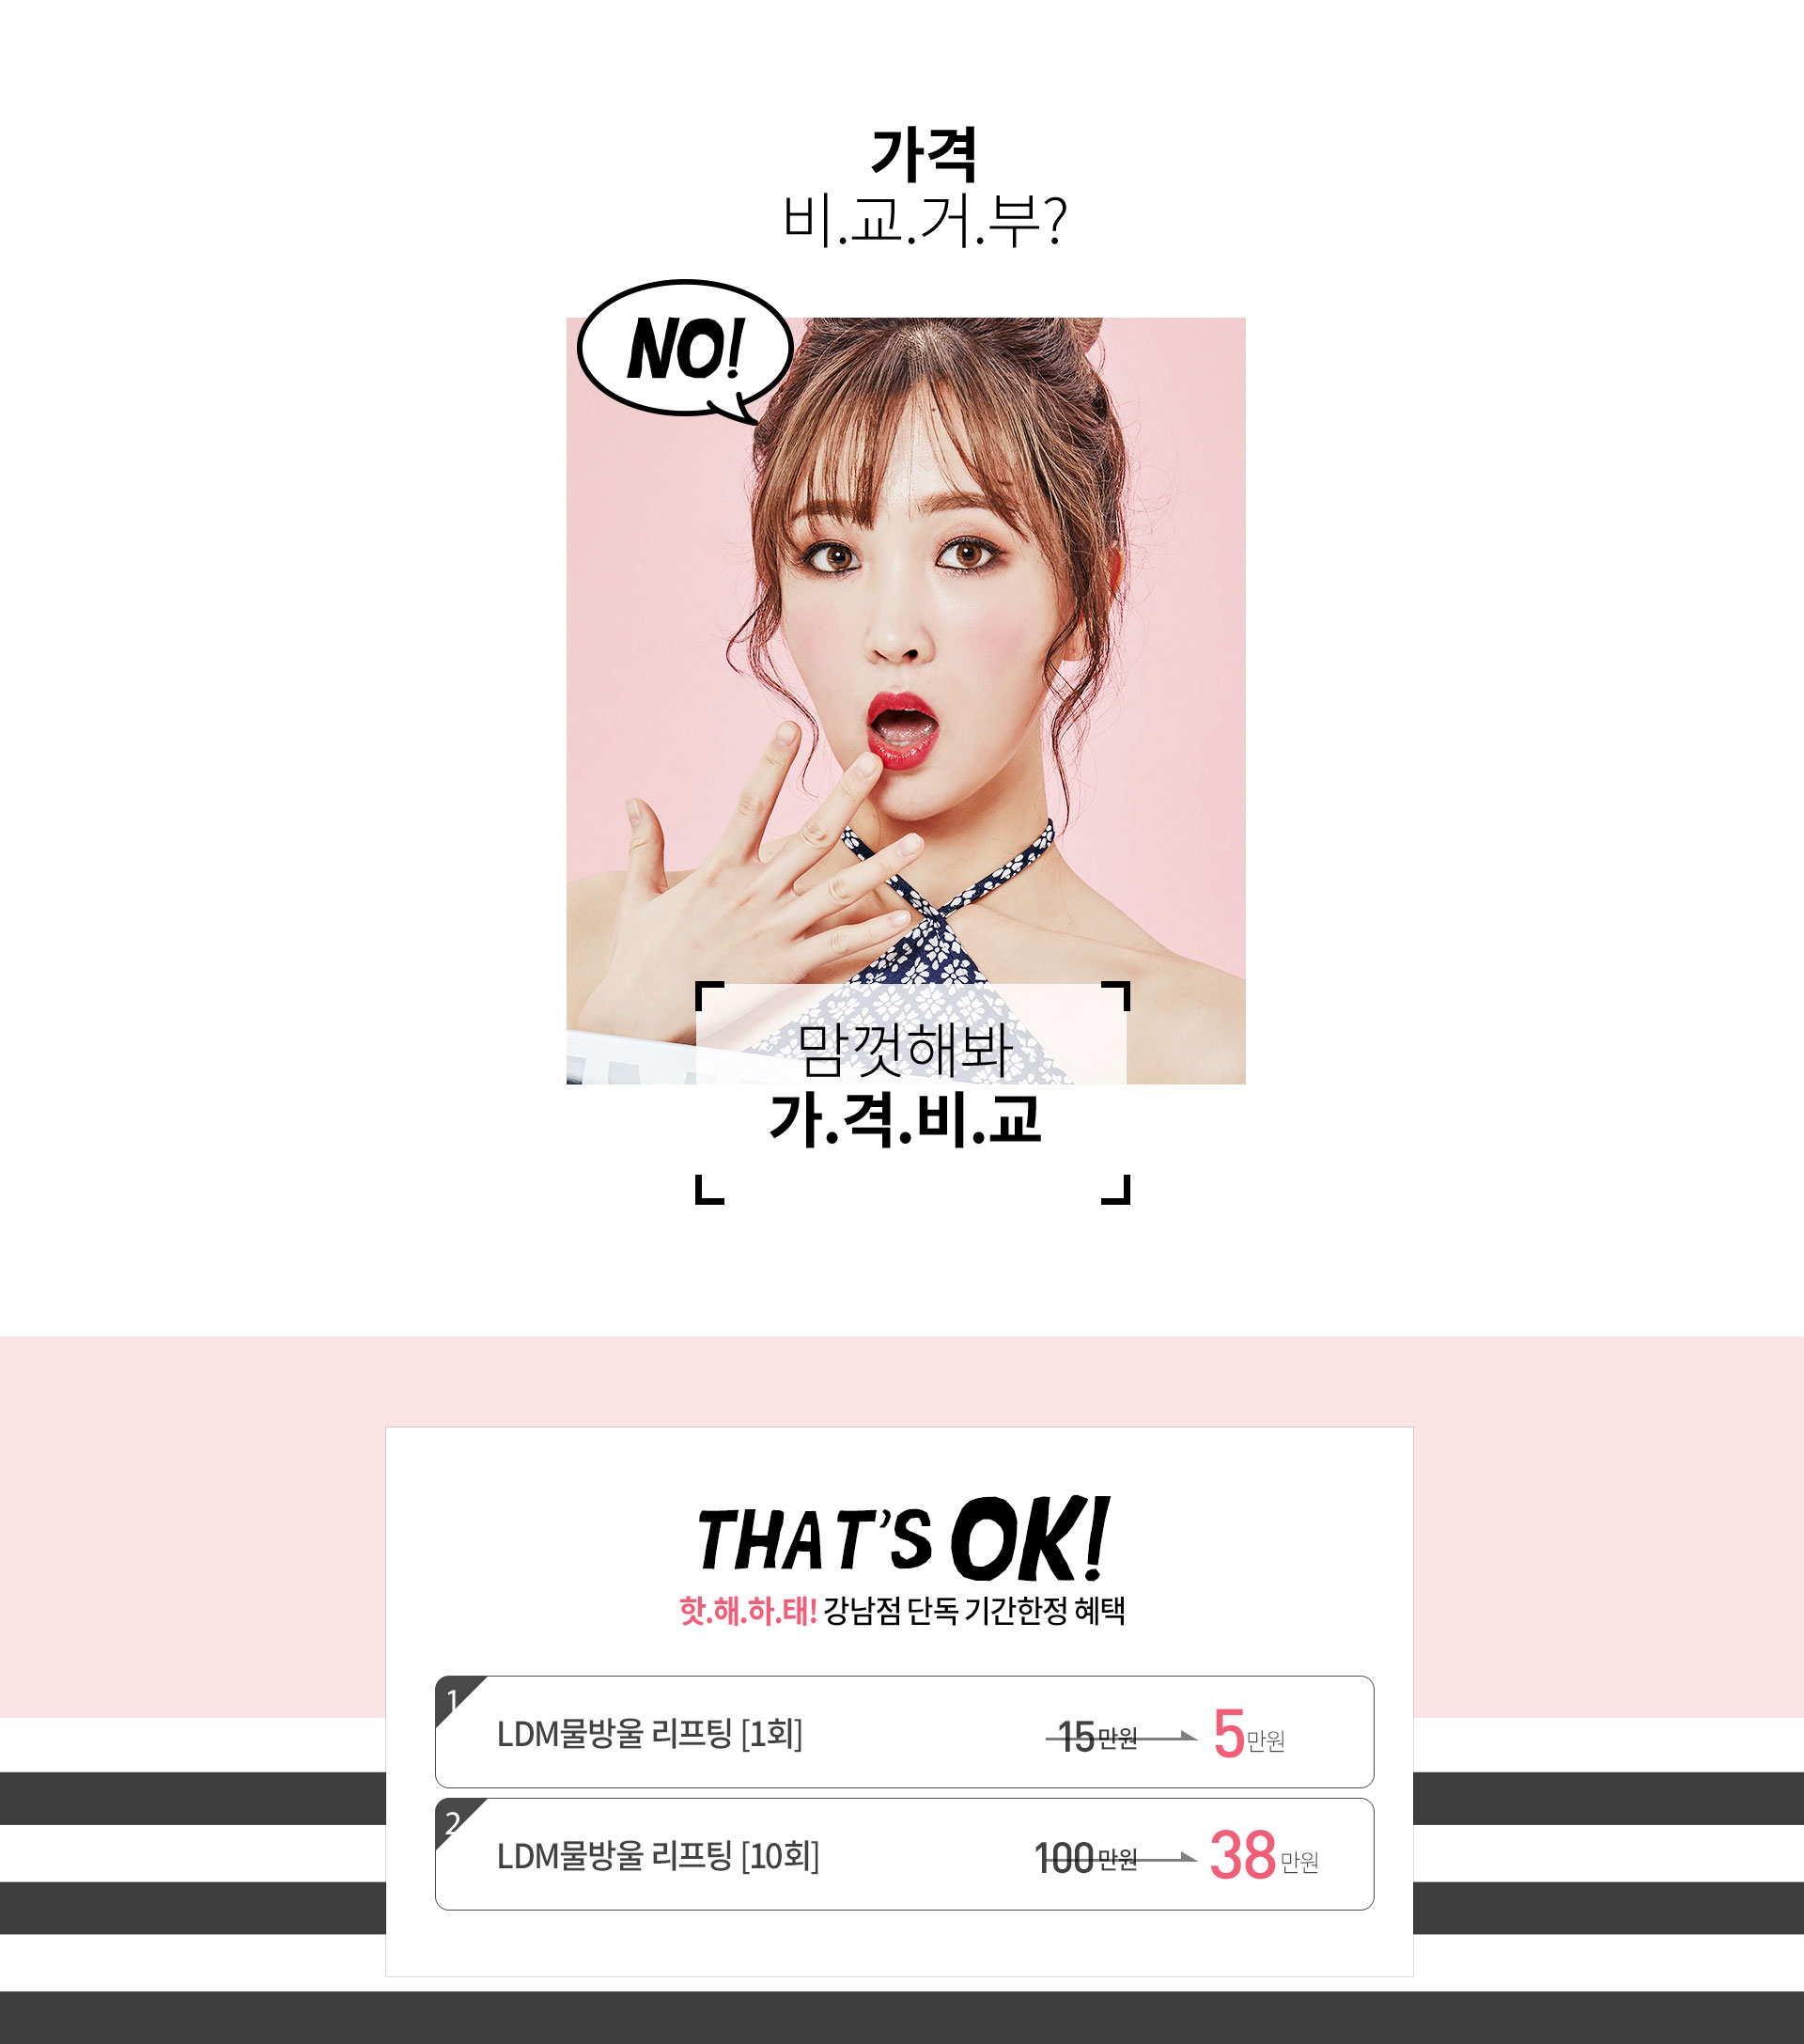 가격
비.교.거.부?
NO!
맘껏해봐
가.격.비.교
THAT'S OK!
핫.해.하.태! 강남점 단독 기간한정 혜택
1
LDM물방울 리프팅 [1회]
15만원
5만원
2
LDM물방울 리프팅 [10회]
100만원
38만원